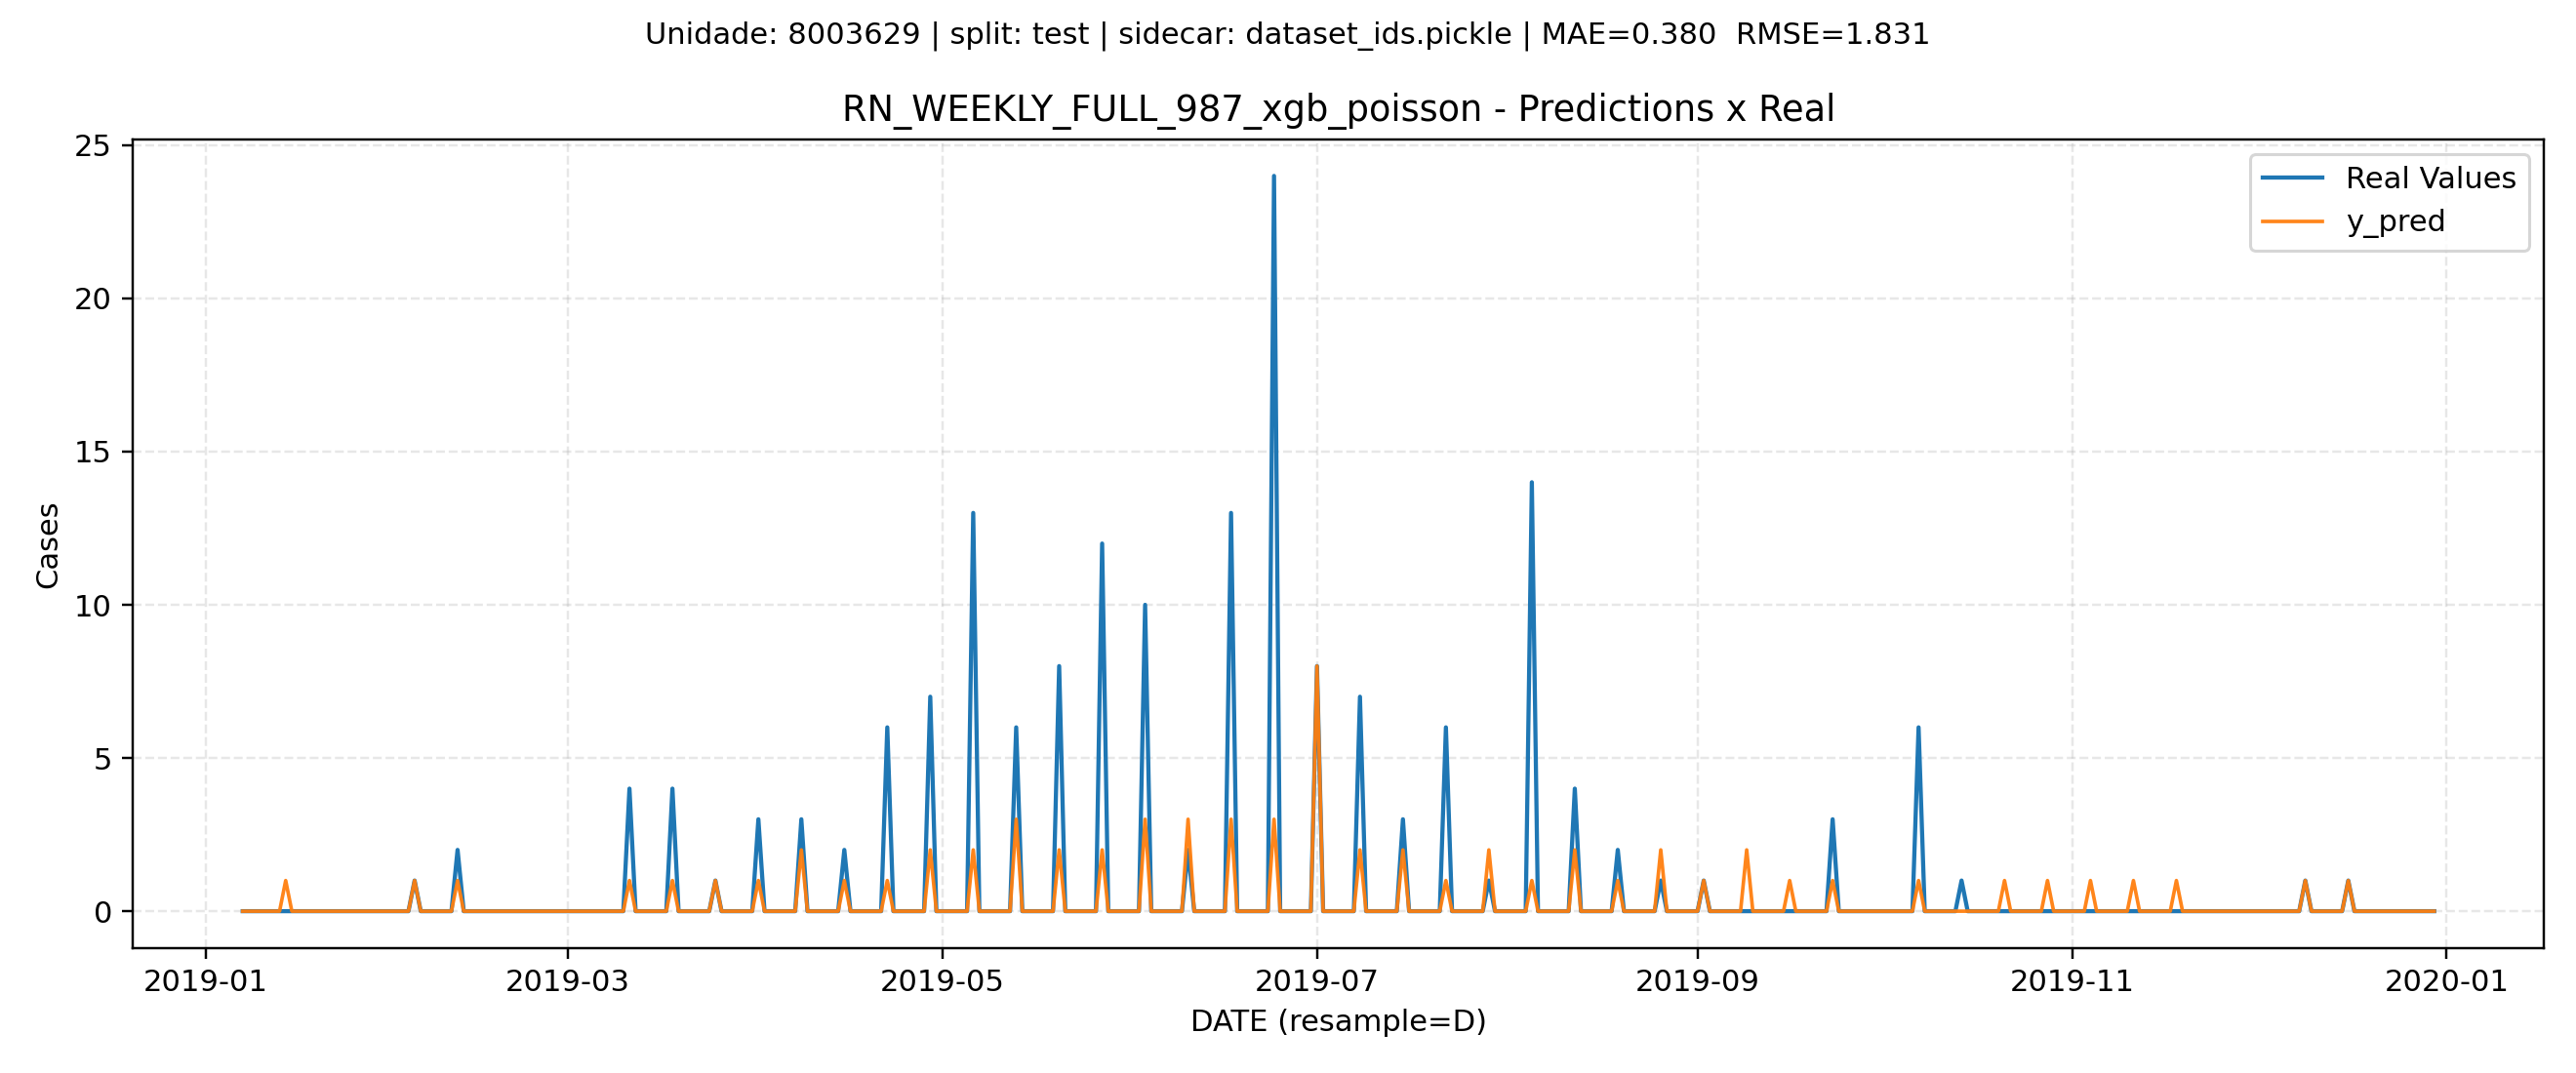 Unidade: 8003629 | split: test | sidecar: dataset_ids.pickle | MAE=0.380  RMSE=1.831
RN_WEEKLY_FULL_987_xgb_poisson - Predictions x Real
25
20
15
10
5
0
Cases
Real Values
y_pred
2019-01
2019-03
2019-05
2019-07
2019-09
2019-11
2020-01
DATE (resample=D)